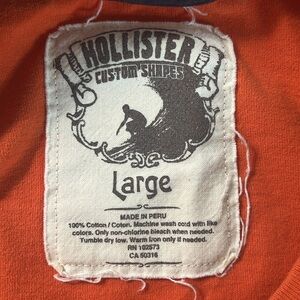 HOLLISTER
CUSTOM SHAPES
Large
MADE IN PERU
100% Cotton / Coton. Machine wash cold with like
colors. Only non-chlorine bleach when needed.
Tumble dry low. Warm Iron only if needed.
RN 102573
CA 50316